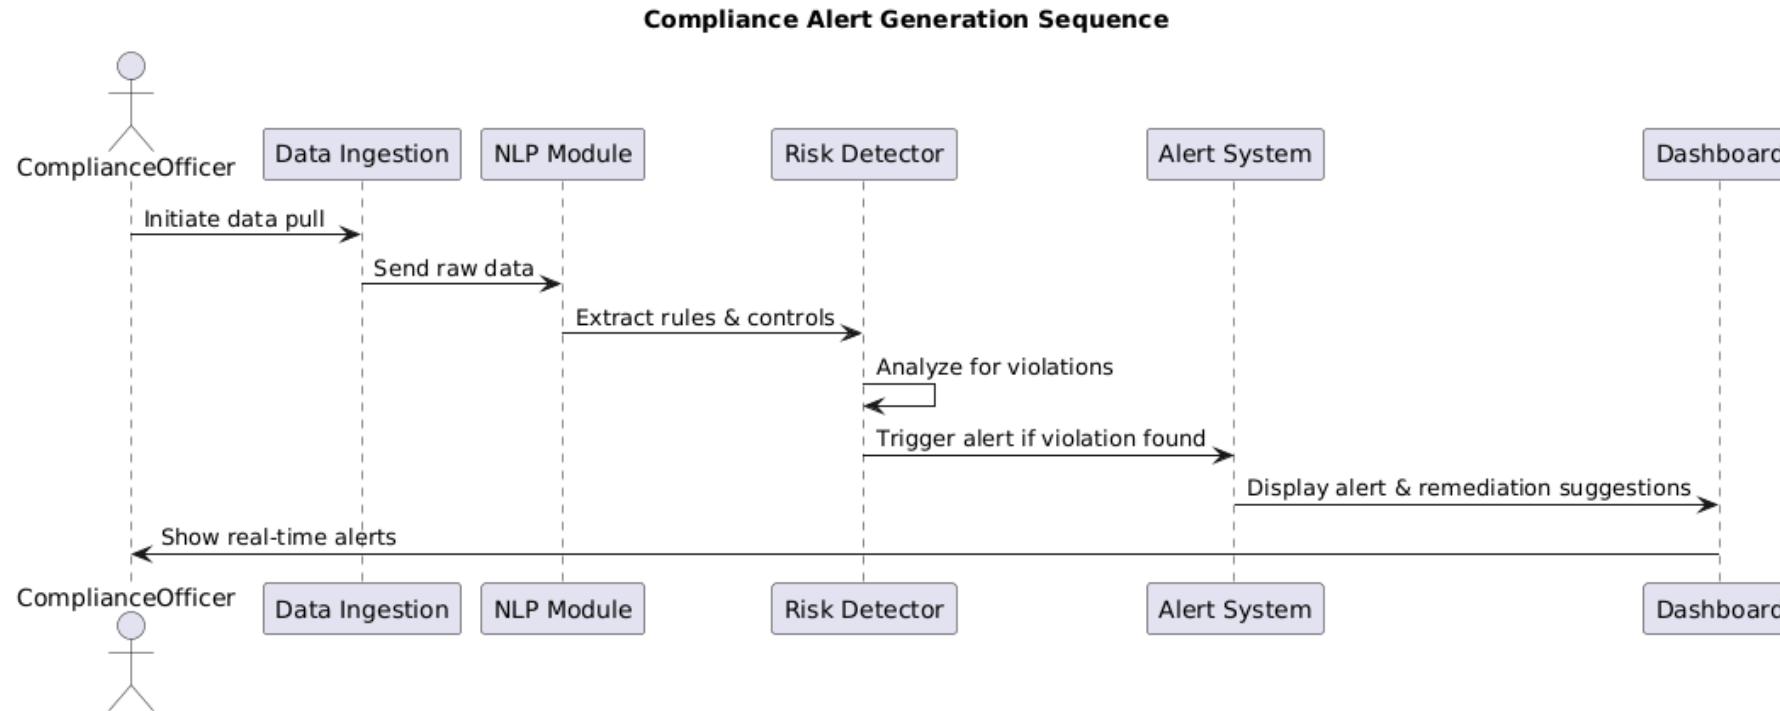 Compliance Alert Generation Sequence
ComplianceOfficer
Data Ingestion
NLP Module
Risk Detector
Alert System
Dashboard
Initiate data pull
Send raw data
Extract rules & controls
Analyze for violations
Trigger alert if violation found
Display alert & remediation suggestions
Show real-time alerts
ComplianceOfficer
Data Ingestion
NLP Module
Risk Detector
Alert System
Dashboard